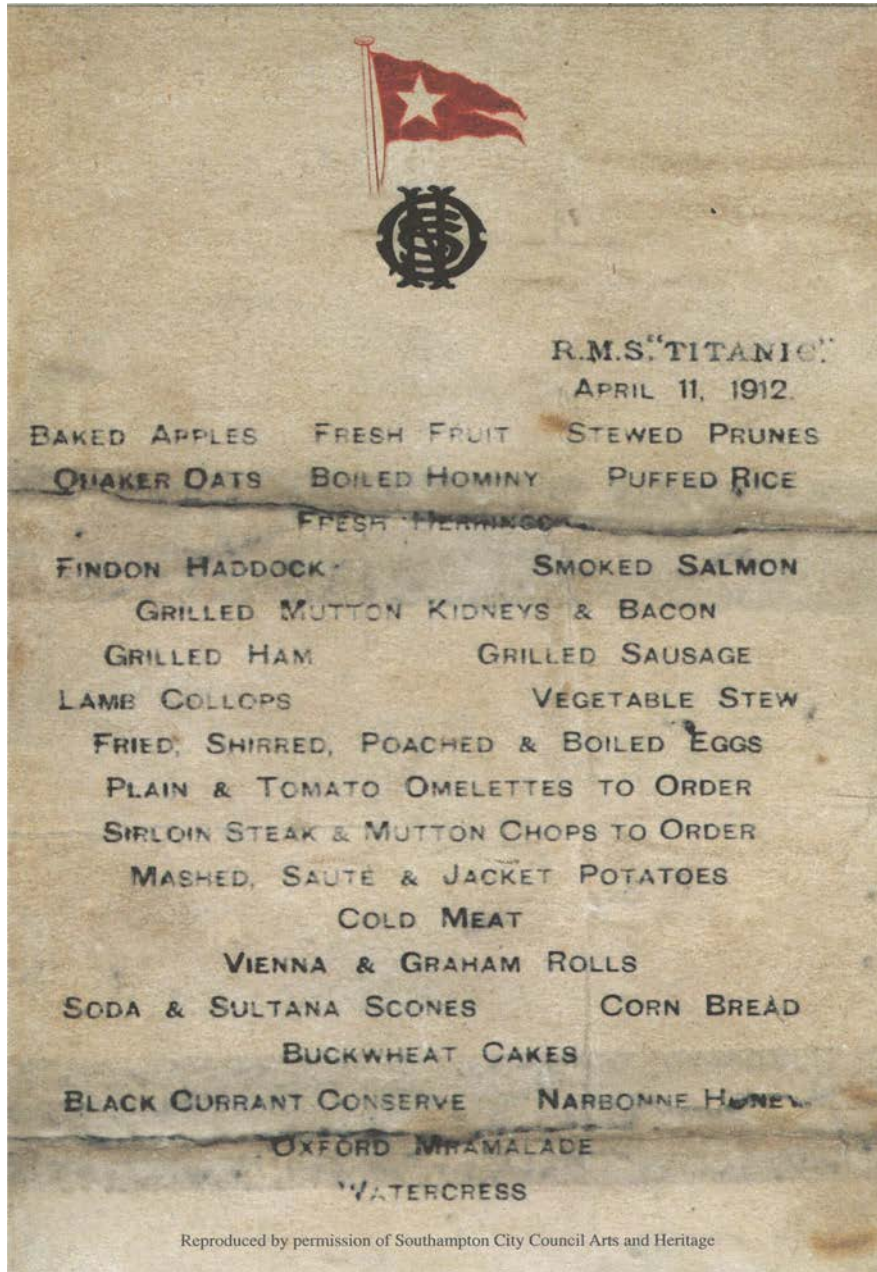 R.M.S. "TITANIC".
APRIL 11, 1912.
BAKED APPLES FRESH FRUIT STEWED PRUNES
QUAKER OATS BOILED HOMINY PUFFED RICE
FRESH HERRINGS
FINDON HADDOCK SMOKED SALMON
GRILLED MUTTON KIDNEYS & BACON
GRILLED HAM GRILLED SAUSAGE
LAMB COLLOPS VEGETABLE STEW
FRIED, SHIRRED, POACHED & BOILED EGGS
PLAIN & TOMATO OMELETTES TO ORDER
SIRLOIN STEAK & MUTTON CHOPS TO ORDER
MASHED, SAUTÉ & JACKET POTATOES
COLD MEAT
VIENNA & GRAHAM ROLLS
SODA & SULTANA SCONES CORN BREAD
BUCKWHEAT CAKES
BLACK CURRANT CONSERVE NARBONNE HONEY
OXFORD MRAMALADE
WATERCRESS
Reproduced by permission of Southampton City Council Arts and Heritage